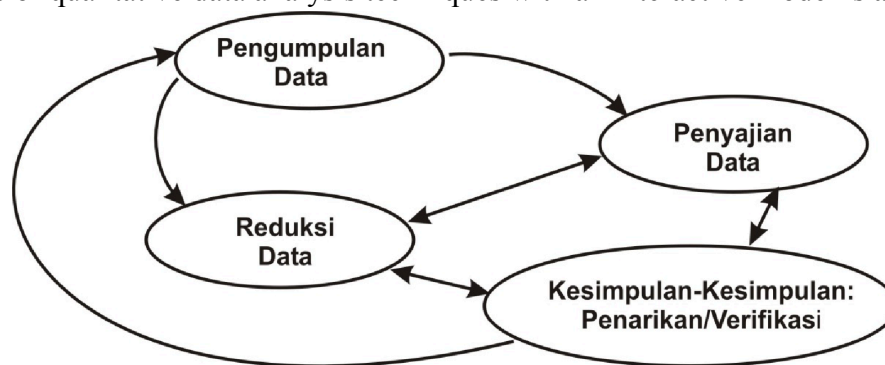 Pengumpulan
Data
Penyajian
Data
Reduksi
Data
Kesimpulan-Kesimpulan:
Penarikan/Verifikasi